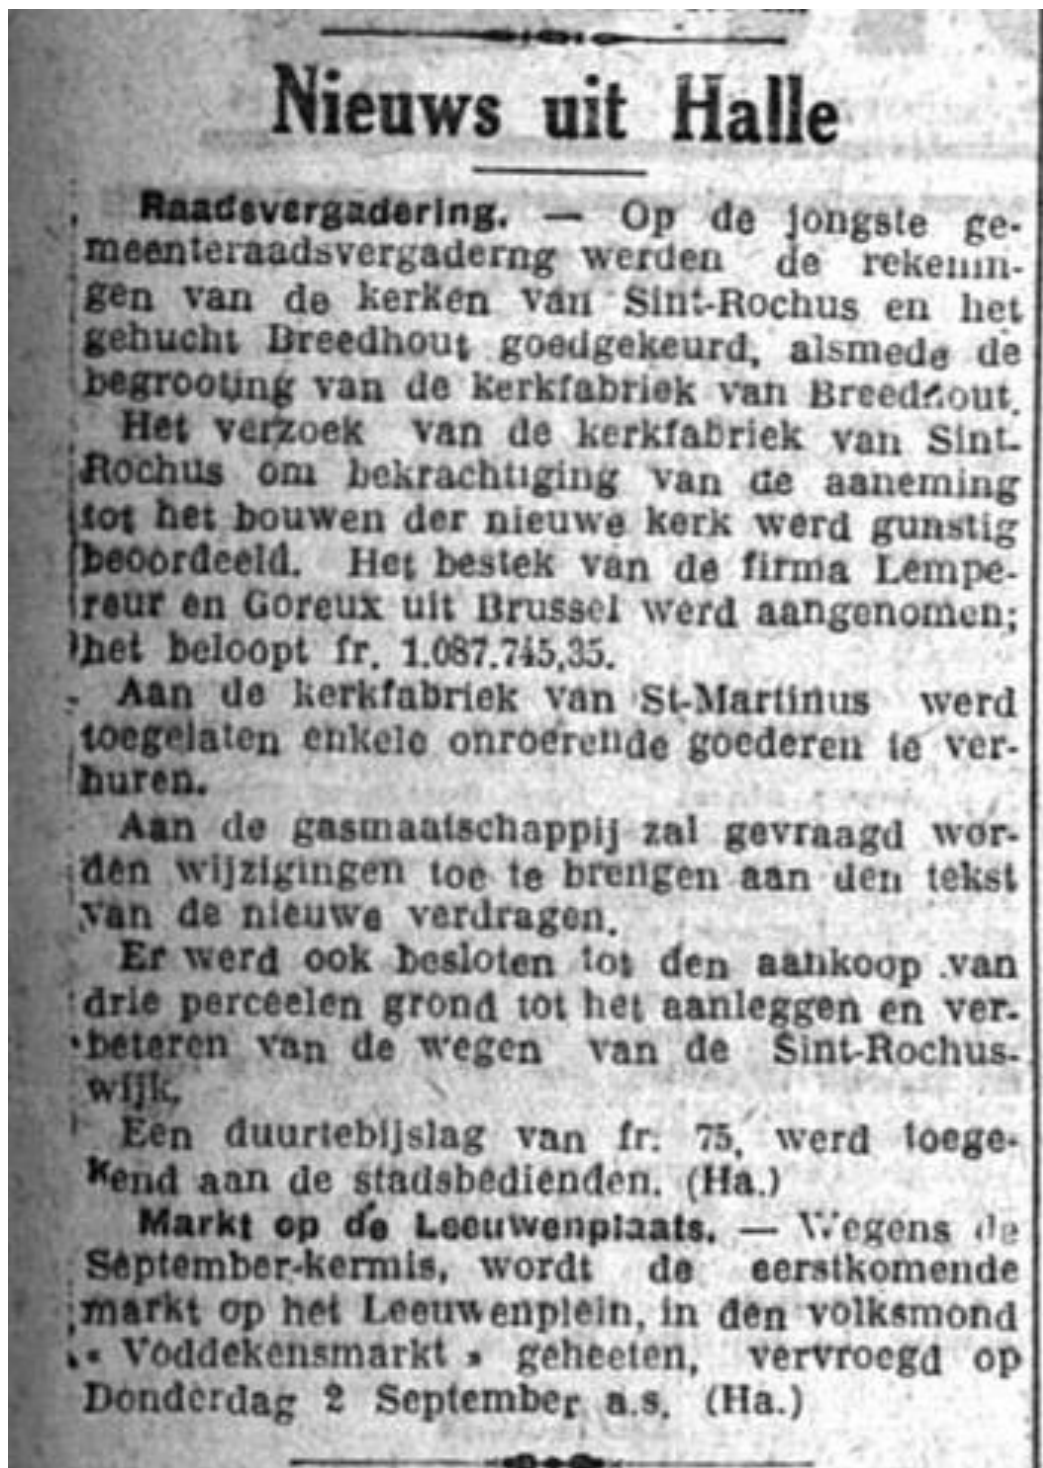 Nieuws uit Halle
Raadsvergadering. — Op de jongste ge-
meenteraadsvergaderng werden de rekenin-
gen van de kerken van Sint-Rochus en het
gehucht Breedhout goedgekeurd, alsmede de
begrooting van de kerkfabriek van Breedhout.
Het verzoek van de kerkfabriek van Sint-
Rochus om bekrachtiging van de aaneming
tot het bouwen der nieuwe kerk werd gunstig
beoordeeld. Het bestek van de firma Lempe-
reur en Goreux uit Brussel werd aangenomen;
het beloopt fr. 1.087.745,35.
Aan de kerkfabriek van St-Martinus werd
toegelaten enkele onroerende goederen te ver-
huren.
Aan de gasmaatschappij zal gevraagd wor-
den wijzigingen toe te brengen aan den tekst
van de nieuwe verdragen.
Er werd ook besloten tot den aankoop van
drie perceelen grond tot het aanleggen en ver-
beteren van de wegen van de Sint-Rochus-
wijk.
Een duurtebijslag van fr. 75, werd toege-
kend aan de stadsbedienden. (Ha.)
Markt op de Leeuwenplaats. — Wegens de
September-kermis, wordt de eerstkomende
markt op het Leeuwenplein, in den volksmond
« Voddekensmarkt » geheeten, vervroegd op
Donderdag 2 September a.s. (Ha.)